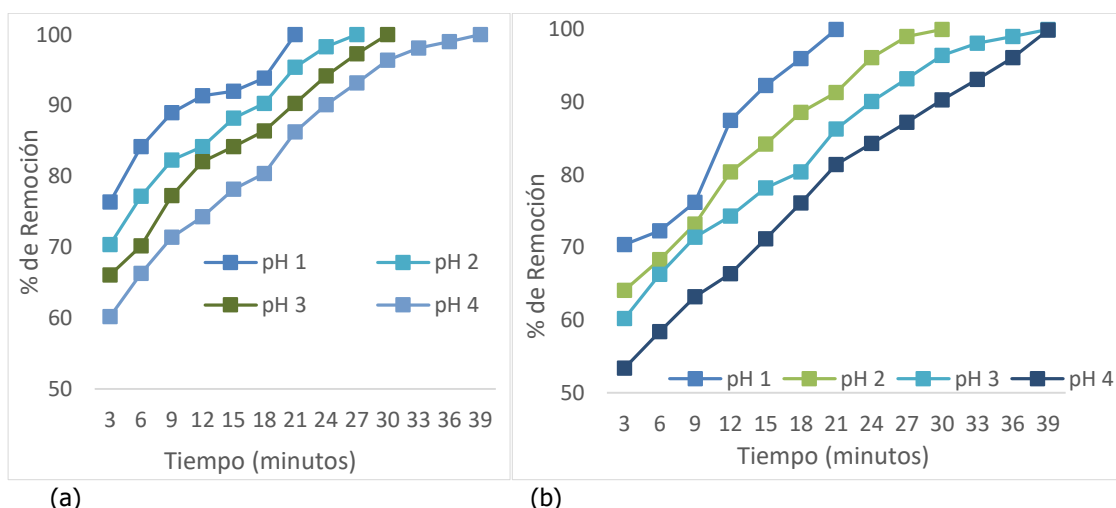 % de Remoción
100
90
80
70
60
50
pH 1
pH 2
pH 3
pH 4
3 6 9 12 15 18 21 24 27 30 33 36 39
Tiempo (minutos)
(a)
% de Remoción
100
90
80
70
60
50
pH 1 pH 2 pH 3 pH 4
3 6 9 12 15 18 21 24 27 30 33 36 39
Tiempo (minutos)
(b)